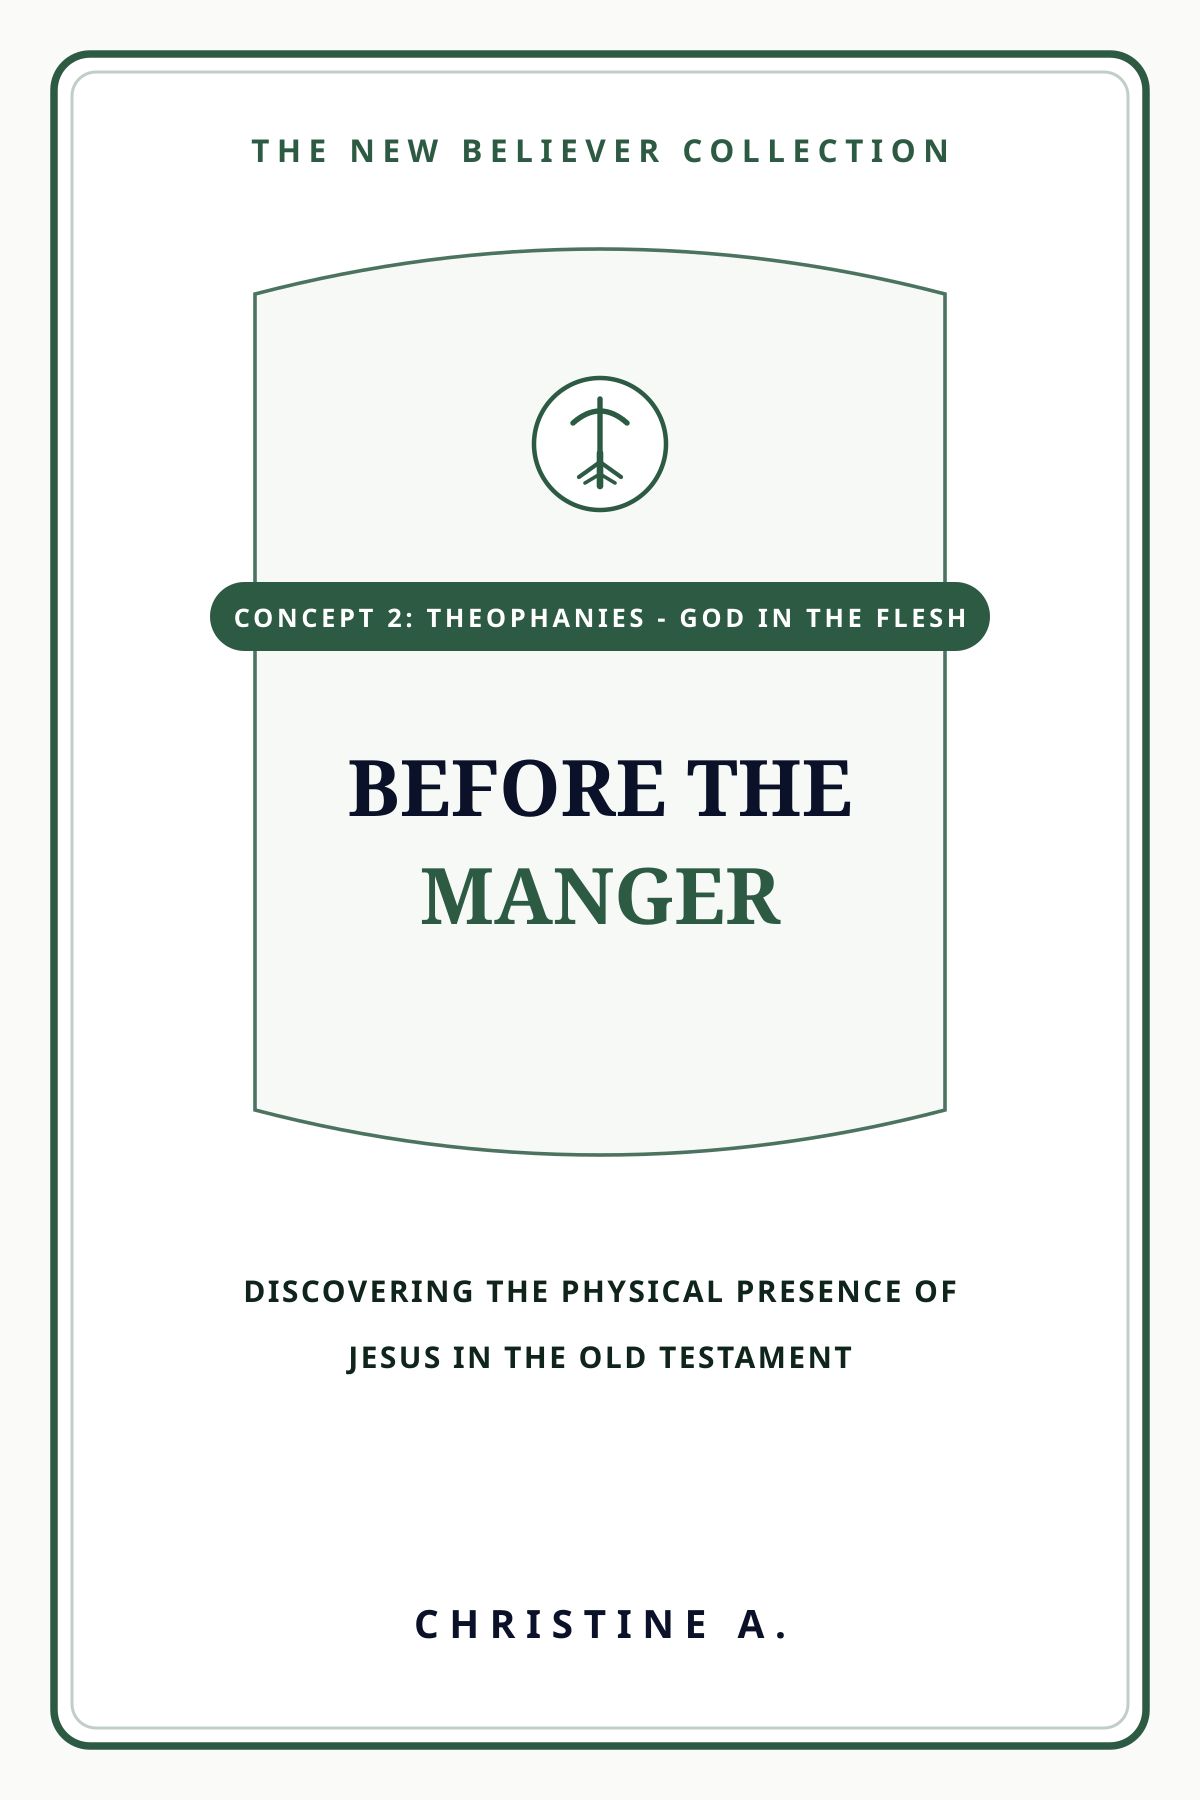 THE NEW BELIEVER COLLECTION
CONCEPT 2: THEOPHANIES - GOD IN THE FLESH
BEFORE THE
MANGER
DISCOVERING THE PHYSICAL PRESENCE OF
JESUS IN THE OLD TESTAMENT
CHRISTINE A.